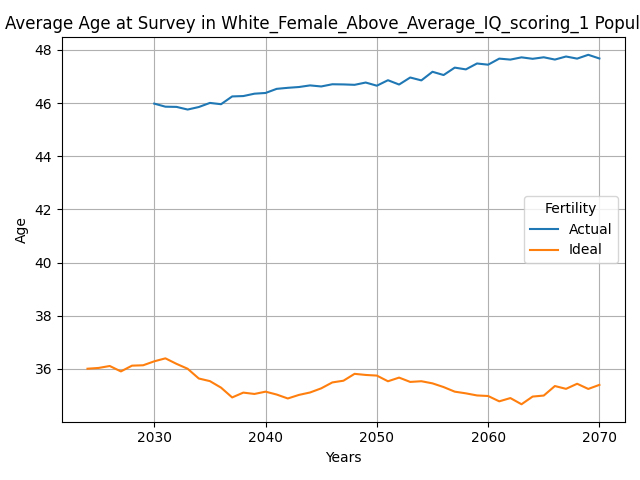 Average Age at Survey in White_Female_Above_Average_IQ_scoring_1 Popul
48
46
44
42
40
38
36
Age
Fertility
Actual
Ideal
2030 2040 2050 2060 2070
Years